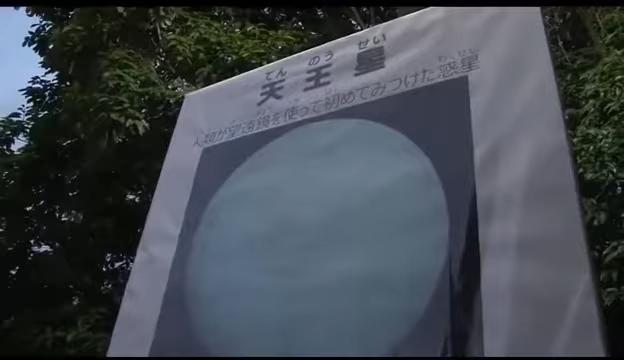 てんのうせい
天王星
人類が望遠鏡を使って初めてみつけた惑星